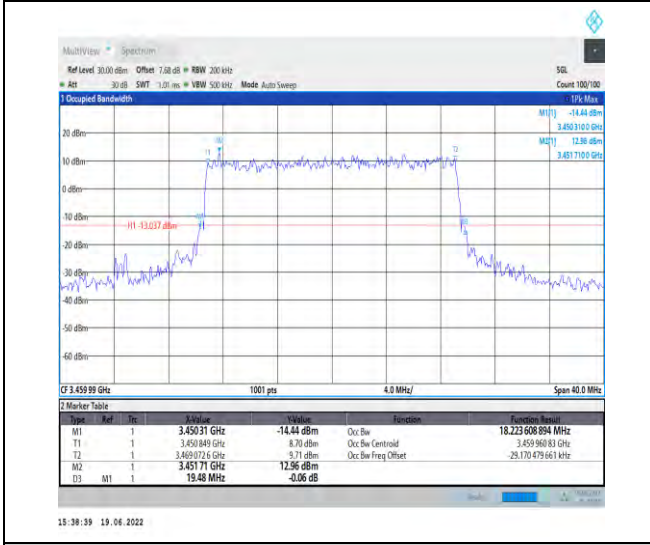 MultiView Spectrum
Ref Level 30.00 dBm Offset 7.68 dB RBW 200 kHz SGL
Att 30 dB SWT 1.01 ms VBW 500 kHz Mode Auto Sweep Count 100/100
1 Occupied Bandwidth 1Pk Max
M1[1] -14.44 dBm
3.450 3100 GHz
M2[1] 12.96 dBm
3.451 7100 GHz
20 dBm
T1 T2
10 dBm
0 dBm
-10 dBm
H1 -13.037 dBm
-20 dBm
-30 dBm
-40 dBm
-50 dBm
-60 dBm
CF 3.459 99 GHz 1001 pts 4.0 MHz/ Span 40.0 MHz
2 Marker Table
Type Ref Trc X-Value Y-Value Function Function Result
M1 1 3.450 31 GHz -14.44 dBm Occ Bw 18.223 608 894 MHz
T1 1 3.450 849 GHz 8.70 dBm Occ Bw Centroid 3.459 960 83 GHz
T2 1 3.469 072 6 GHz 9.71 dBm Occ Bw Freq Offset -29.170 479 661 kHz
M2 1 3.451 71 GHz 12.96 dBm
D3 M1 1 19.48 MHz -0.06 dB
15:38:39 19.06.2022